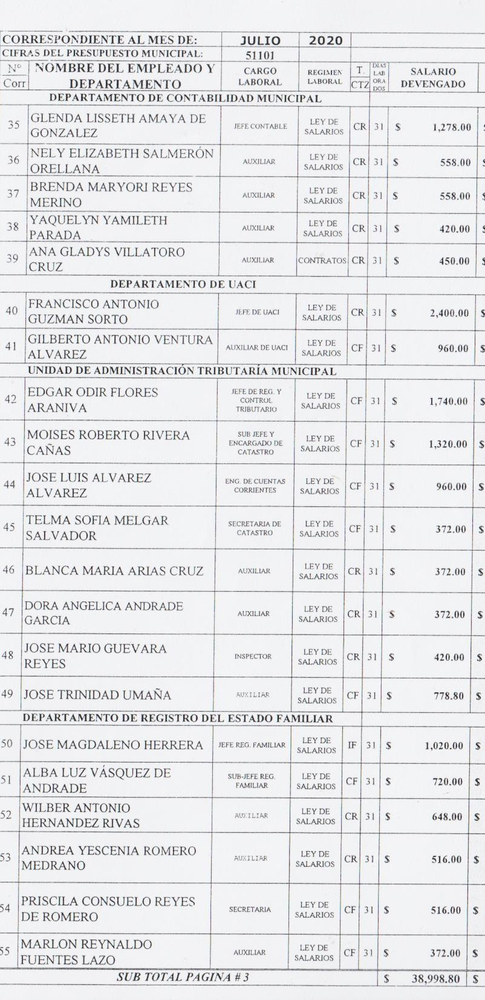 CORRESPONDIENTE AL MES DE: JULIO 2020
CIFRAS DEL PRESUPUESTO MUNICIPAL: 51101
Nº NOMBRE DEL EMPLEADO Y CARGO REGIMEN T. DIAS LAB SALARIO
Corr DEPARTAMENTO LABORAL LABORAL CTZ ORA DOS DEVENGADO
DEPARTAMENTO DE CONTABILIDAD MUNICIPAL
35 GLENDA LISSETH AMAYA DE GONZALEZ JEFE CONTABLE LEY DE SALARIOS CR 31 $ 1,278.00 $
36 NELY ELIZABETH SALMERÓN ORELLANA AUXILIAR LEY DE SALARIOS CR 31 $ 558.00 $
37 BRENDA MARYORI REYES MERINO AUXILIAR LEY DE SALARIOS CR 31 $ 558.00 $
38 YAQUELYN YAMILETH PARADA AUXILIAR LEY DE SALARIOS CR 31 $ 420.00 $
39 ANA GLADYS VILLATORO CRUZ AUXILIAR CONTRATOS CR 31 $ 450.00 $
DEPARTAMENTO DE UACI
40 FRANCISCO ANTONIO GUZMAN SORTO JEFE DE UACI LEY DE SALARIOS CR 31 $ 2,400.00 $
41 GILBERTO ANTONIO VENTURA ALVAREZ AUXILIAR DE UACI LEY DE SALARIOS CF 31 $ 960.00 $
UNIDAD DE ADMINISTRACIÓN TRIBUTARÍA MUNICIPAL
42 EDGAR ODIR FLORES ARANIVA JEFE DE REG. Y CONTROL TRIBUTARIO LEY DE SALARIOS CF 31 $ 1,740.00 $
43 MOISES ROBERTO RIVERA CAÑAS SUB JEFE Y ENCARGADO DE CATASTRO LEY DE SALARIOS CF 31 $ 1,320.00 $
44 JOSE LUIS ALVAREZ ALVAREZ ENG. DE CUENTAS CORRIENTES LEY DE SALARIOS CF 31 $ 960.00 $
45 TELMA SOFIA MELGAR SALVADOR SECRETARIA DE CATASTRO LEY DE SALARIOS CF 31 $ 372.00 $
46 BLANCA MARIA ARIAS CRUZ AUXILIAR LEY DE SALARIOS CR 31 $ 372.00 $
47 DORA ANGELICA ANDRADE GARCIA AUXILIAR LEY DE SALARIOS CR 31 $ 372.00 $
48 JOSE MARIO GUEVARA REYES INSPECTOR LEY DE SALARIOS CR 31 $ 420.00 $
49 JOSE TRINIDAD UMAÑA AUXILIAR LEY DE SALARIOS CF 31 $ 778.80 $
DEPARTAMENTO DE REGISTRO DEL ESTADO FAMILIAR
50 JOSE MAGDALENO HERRERA JEFE REG. FAMILIAR LEY DE SALARIOS IF 31 $ 1,020.00 $
51 ALBA LUZ VÁSQUEZ DE ANDRADE SUB-JEFE REG. FAMILIAR LEY DE SALARIOS CF 31 $ 720.00 $
52 WILBER ANTONIO HERNANDEZ RIVAS AUXILIAR LEY DE SALARIOS CR 31 $ 648.00 $
53 ANDREA YESCENIA ROMERO MEDRANO AUXILIAR LEY DE SALARIOS CR 31 $ 516.00 $
54 PRISCILA CONSUELO REYES DE ROMERO SECRETARIA LEY DE SALARIOS CF 31 $ 516.00 $
55 MARLON REYNALDO FUENTES LAZO AUXILIAR LEY DE SALARIOS CF 31 $ 372.00 $
SUB TOTAL PAGINA # 3 $ 38,998.80 $